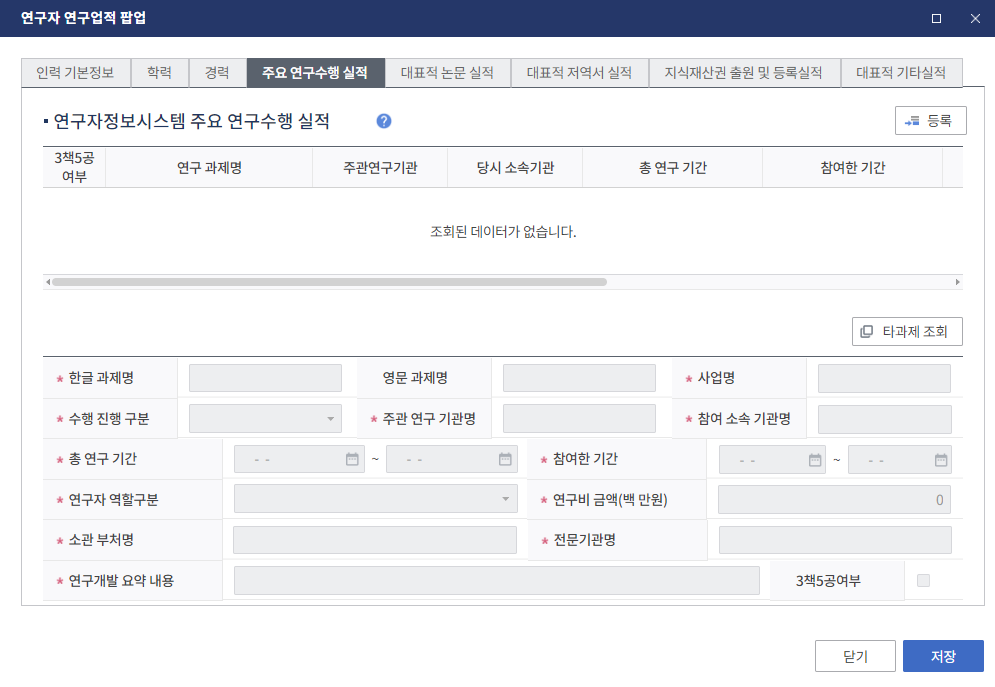 연구자 연구업적 팝업
인력 기본정보 학력 경력 주요 연구수행 실적 대표적 논문 실적 대표적 저역서 실적 지식재산권 출원 및 등록실적 대표적 기타실적
연구자정보시스템 주요 연구수행 실적 ? 등록
3책5공
여부 연구 과제명 주관연구기관 당시 소속기관 총 연구 기간 참여한 기간
조회된 데이터가 없습니다.
타과제 조회
* 한글 과제명 영문 과제명 * 사업명
* 수행 진행 구분 * 주관 연구 기관명 * 참여 소속 기관명
* 총 연구 기간 - - ~ - - * 참여한 기간 - - ~ - -
* 연구자 역할구분 * 연구비 금액(백 만원) 0
* 소관 부처명 * 전문기관명
* 연구개발 요약 내용 3책5공여부
닫기 저장